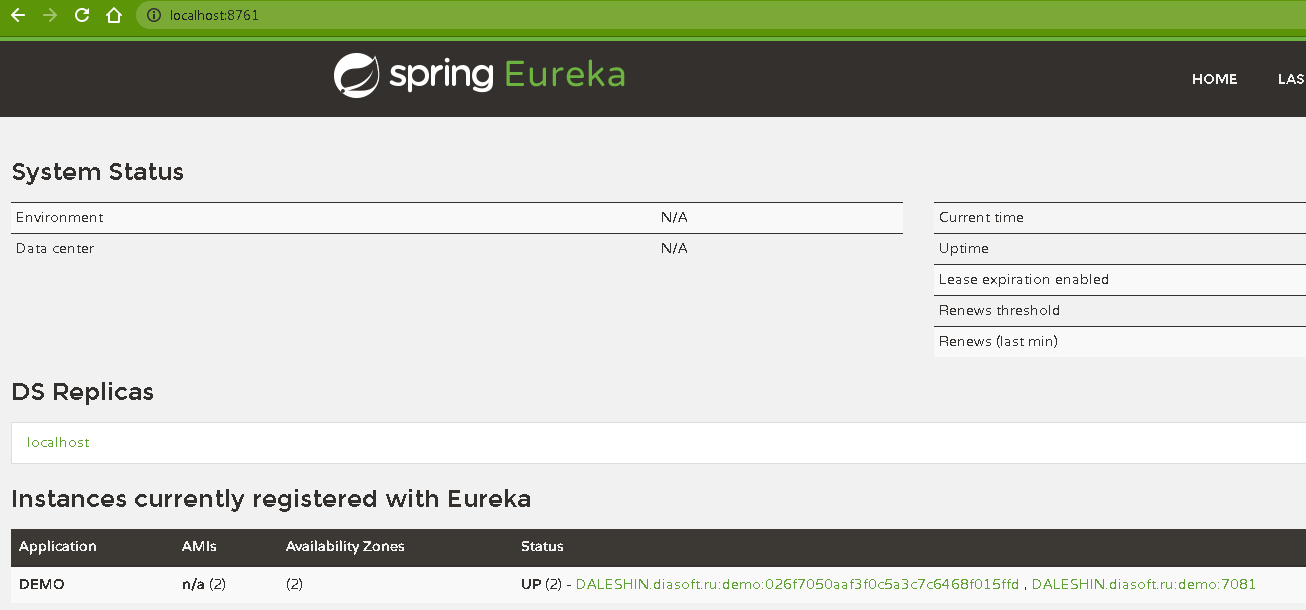 localhost:8761
spring Eureka
HOME LAS
System Status
Environment N/A
Data center N/A
Current time
Uptime
Lease expiration enabled
Renews threshold
Renews (last min)
DS Replicas
localhost
Instances currently registered with Eureka
Application AMIs Availability Zones Status
DEMO n/a (2) (2) UP (2) - DALESHIN.diasoft.ru:demo:026f7050aaf3f0c5a3c7c6468f015ffd , DALESHIN.diasoft.ru:demo:7081